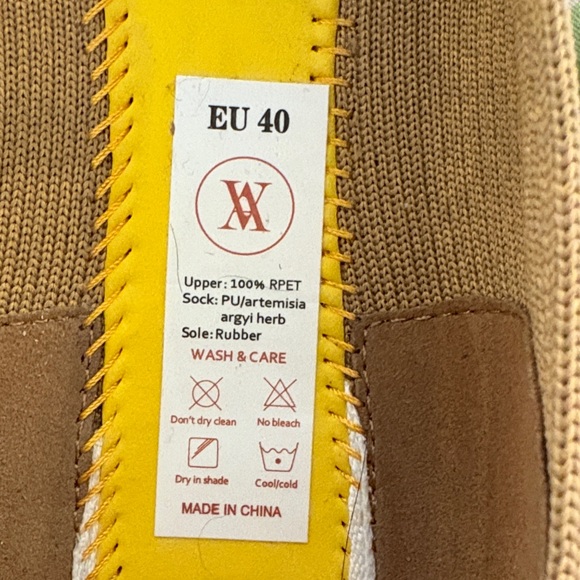 EU 40
VA
Upper: 100% RPET
Sock: PU/artemisia
argyi herb
Sole: Rubber
WASH & CARE
Don't dry clean
No bleach
Dry in shade
Cool/cold
MADE IN CHINA